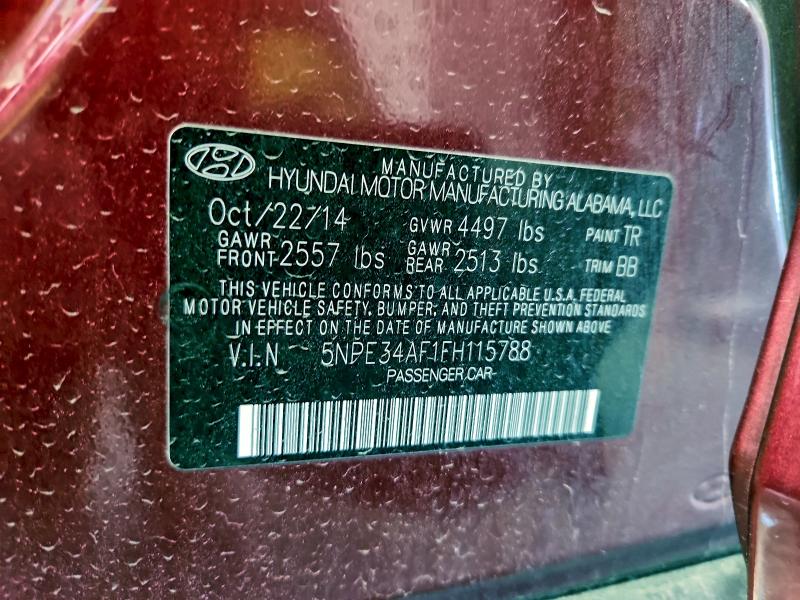 MANUFACTURED BY
HYUNDAI MOTOR MANUFACTURING ALABAMA, LLC
Oct/22/14 GVWR 4497 lbs PAINT TR
GAWR FRONT 2557 lbs GAWR REAR 2513 lbs TRIM BB
THIS VEHICLE CONFORMS TO ALL APPLICABLE U.S.A. FEDERAL
MOTOR VEHICLE SAFETY, BUMPER, AND THEFT PREVENTION STANDARDS
IN EFFECT ON THE DATE OF MANUFACTURE SHOWN ABOVE
V.I.N 5NPE34AF1FH115788
PASSENGER CAR